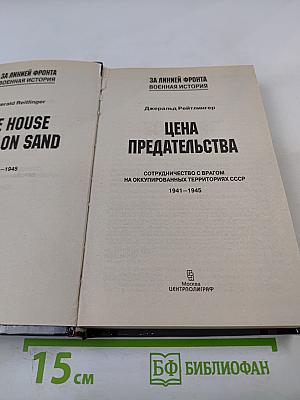 ЗА ЛИНИЕЙ ФРОНТА
ВОЕННАЯ ИСТОРИЯ
erald Reitlinger
E HOUSE
ON SAND
—1945
ЗА ЛИНИЕЙ ФРОНТА
ВОЕННАЯ ИСТОРИЯ
Джеральд Рейтлингер
ЦЕНА
ПРЕДАТЕЛЬСТВА
СОТРУДНИЧЕСТВО С ВРАГОМ
НА ОККУПИРОВАННЫХ ТЕРРИТОРИЯХ СССР
1941—1945
Москва
ЦЕНТРПОЛИГРАФ
15 см
БФ БИБЛИОФАН